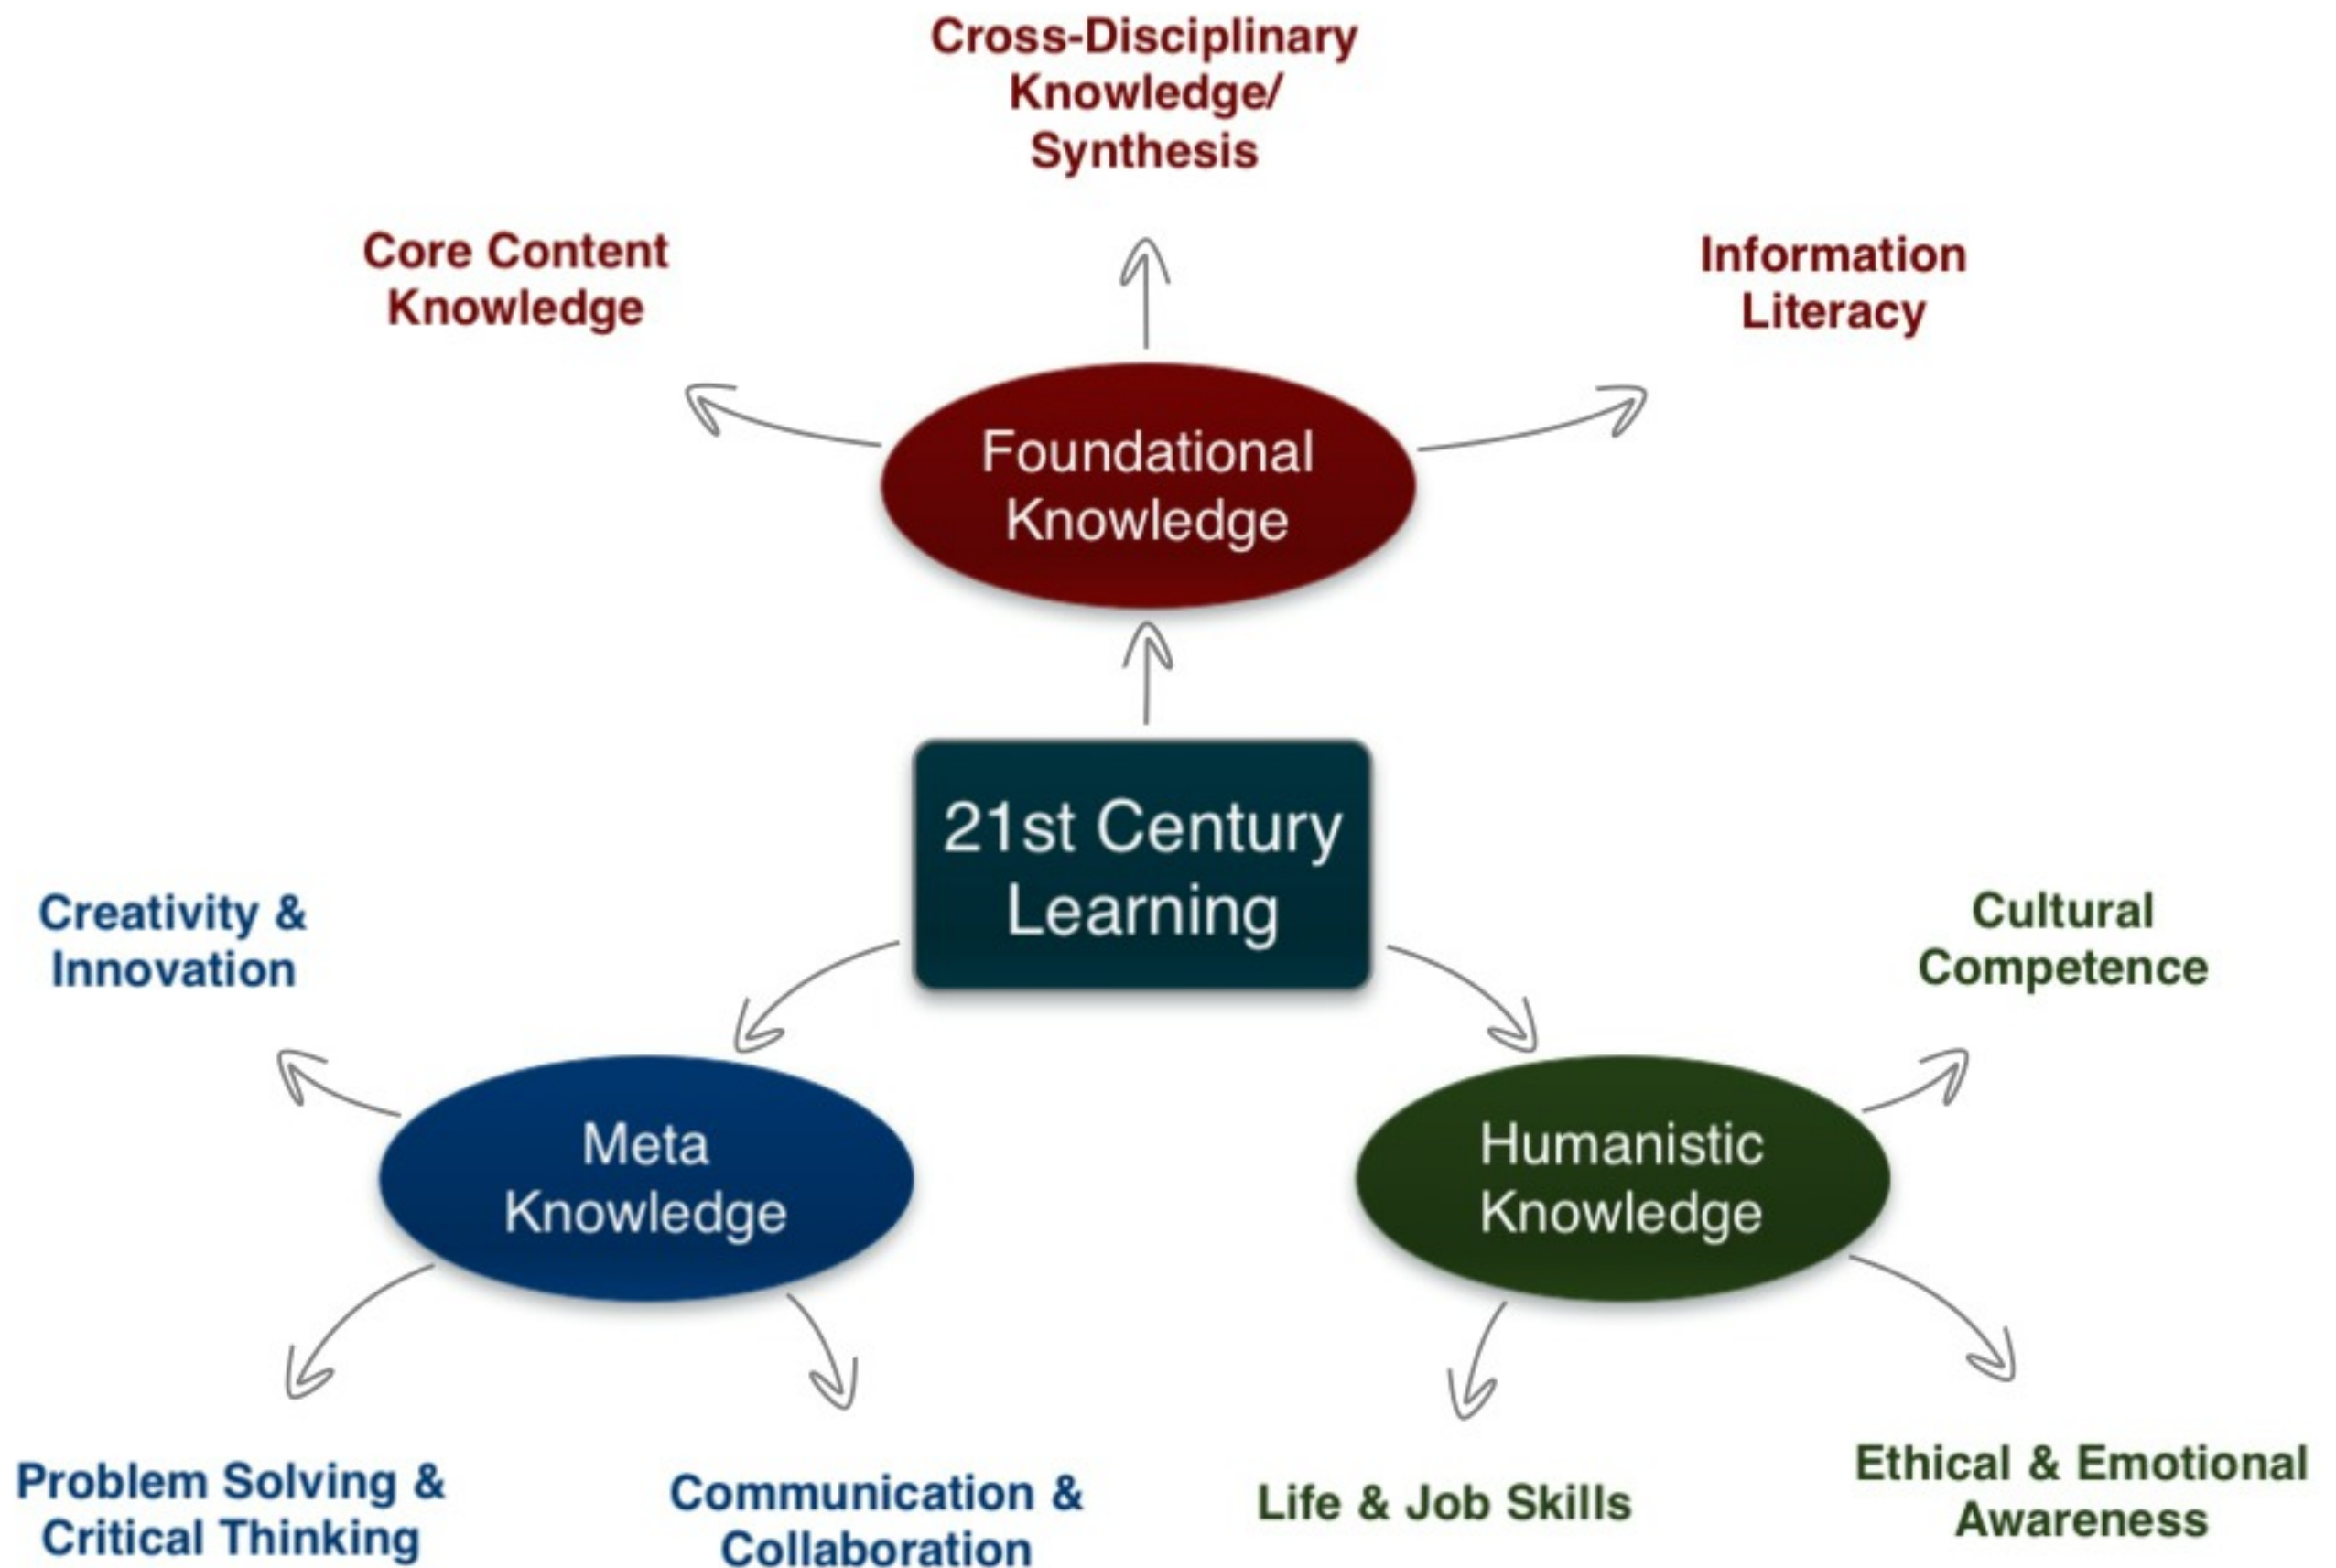 Cross-Disciplinary
Knowledge/
Synthesis
Core Content
Knowledge
Information
Literacy
Foundational
Knowledge
21st Century
Learning
Creativity &
Innovation
Cultural
Competence
Meta
Knowledge
Humanistic
Knowledge
Problem Solving &
Critical Thinking
Communication &
Collaboration
Life & Job Skills
Ethical & Emotional
Awareness